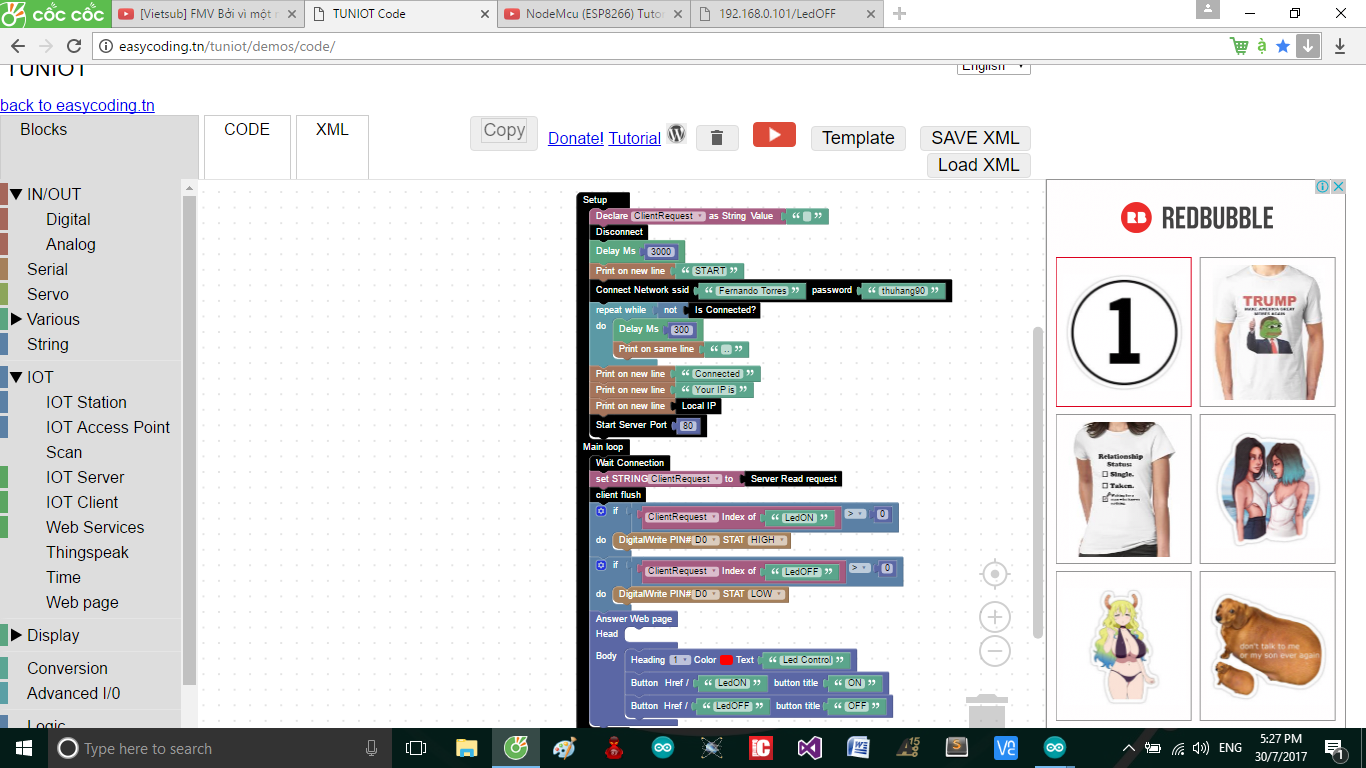 CỐC CỐC
[Vietsub] FMV Bởi vì một n
TUNIOT Code
NodeMcu (ESP8266) Tuto
192.168.0.101/LedOFF
easycoding.tn/tuniot/demos/code/
TUNIOT
English
back to easycoding.tn
Blocks
CODE
XML
Copy
Donate! Tutorial
Template
SAVE XML
Load XML
IN/OUT
Digital
Analog
Serial
Servo
Various
String
IOT
IOT Station
IOT Access Point
Scan
IOT Server
IOT Client
Web Services
Thingspeak
Time
Web page
Display
Conversion
Advanced I/0
Logic
Setup
Declare ClientRequest as String Value “ ”
Disconnect
Delay Ms 3000
Print on new line “ START ”
Connect Network ssid “ Fernando Torres ” password “ thuhang90 ”
repeat while not Is Connected?
do Delay Ms 300
Print on same line “ .. ”
Print on new line “ Connected ”
Print on new line “ Your IP is ”
Print on new line Local IP
Start Server Port 80
Main loop
Wait Connection
set STRING ClientRequest to Server Read request
client flush
if ClientRequest Index of “ LedON ” > 0
do DigitalWrite PIN# D0 STAT HIGH
if ClientRequest Index of “ LedOFF ” > 0
do DigitalWrite PIN# D0 STAT LOW
Answer Web page
Head
Body Heading 1 Color Text “ Led Control ”
Button Href / “ LedON ” button title “ ON ”
Button Href / “ LedOFF ” button title “ OFF ”
RB REDBUBBLE
1
TRUMP
Relationship
Status:
Single.
Taken.
don't talk to me
or my son ever again
Type here to search
ENG
5:27 PM
30/7/2017
1